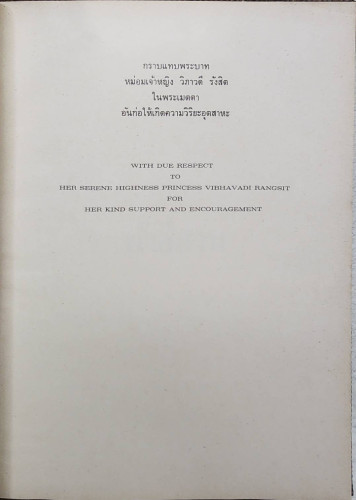 กราบแทบพระบาท
หม่อมเจ้าหญิง วิภาวดี รังสิต
ในพระเมตตา
อันก่อให้เกิดความวิริยะอุตสาหะ
WITH DUE RESPECT
TO
HER SERENE HIGHNESS PRINCESS VIBHAVADI RANGSIT
FOR
HER KIND SUPPORT AND ENCOURAGEMENT